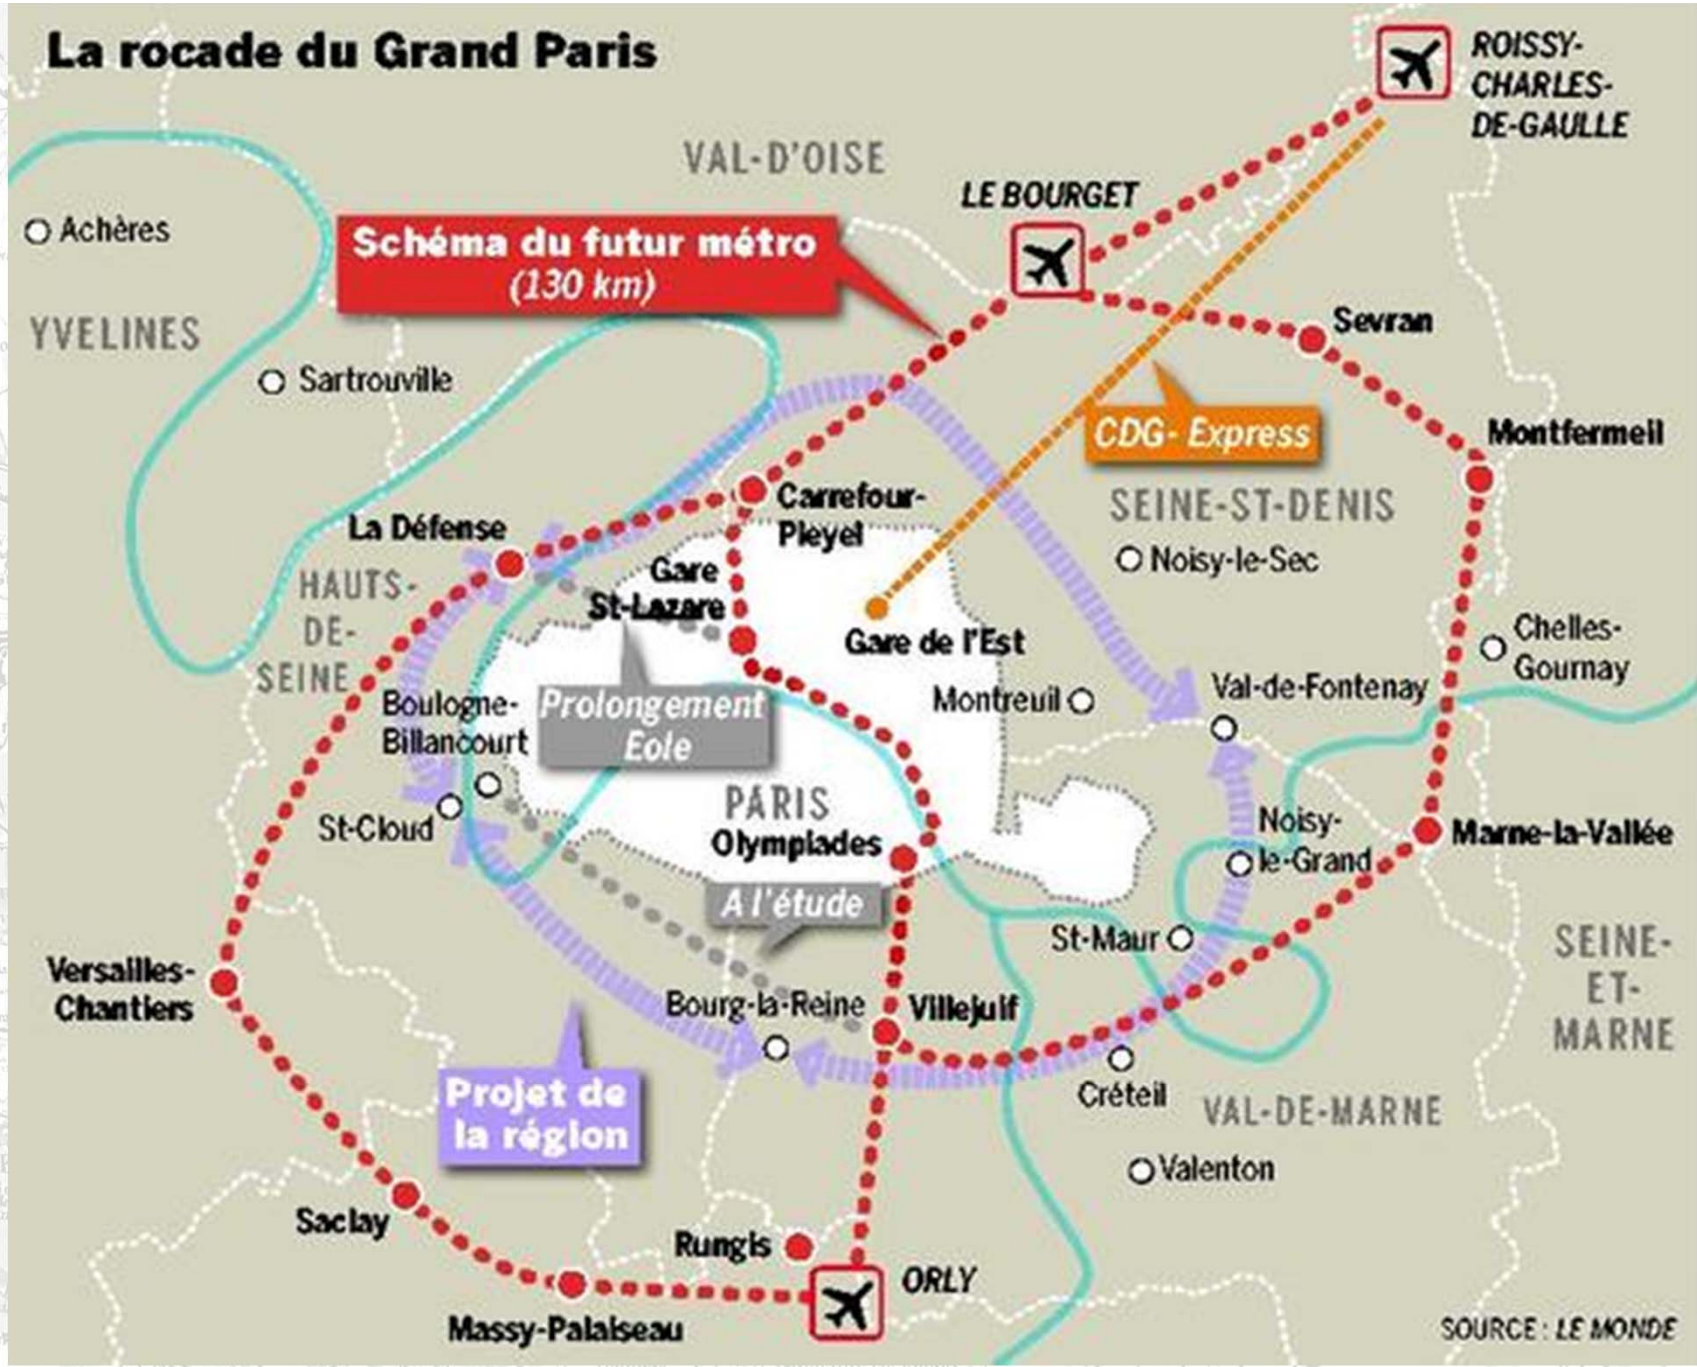 La rocade du Grand Paris
ROISSY-
CHARLES-
DE-GAULLE
VAL-D'OISE
LE BOURGET
Achères
Schéma du futur métro
(130 km)
YVELINES
Sevran
Sartrouville
CDG- Express
Montfermeil
SEINE-ST-DENIS
Carrefour-
Pleyel
La Défense
Noisy-le-Sec
HAUTS-
DE-
SEINE
Gare
St-Lazare
Gare de l'Est
Chelles-
Gournay
Montreuil
Val-de-Fontenay
Boulogne-
Billancourt
Prolongement
Eole
PARIS
Olympiades
St-Cloud
Noisy-
le-Grand
Marne-la-Vallée
A l'étude
St-Maur
SEINE-
ET-
MARNE
Versailles-
Chantiers
Bourg-la-Reine
Villejuif
Projet de
la région
Créteil
VAL-DE-MARNE
Valenton
Saclay
Rungis
ORLY
Massy-Palaiseau
SOURCE : LE MONDE